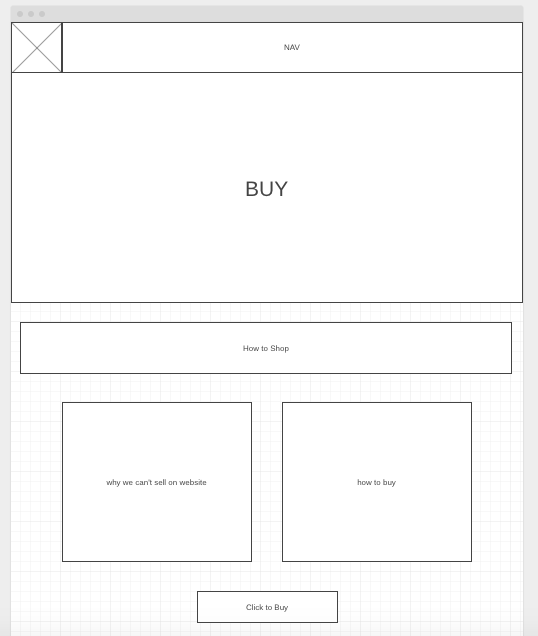 NAV
BUY
How to Shop
why we can't sell on website
how to buy
Click to Buy